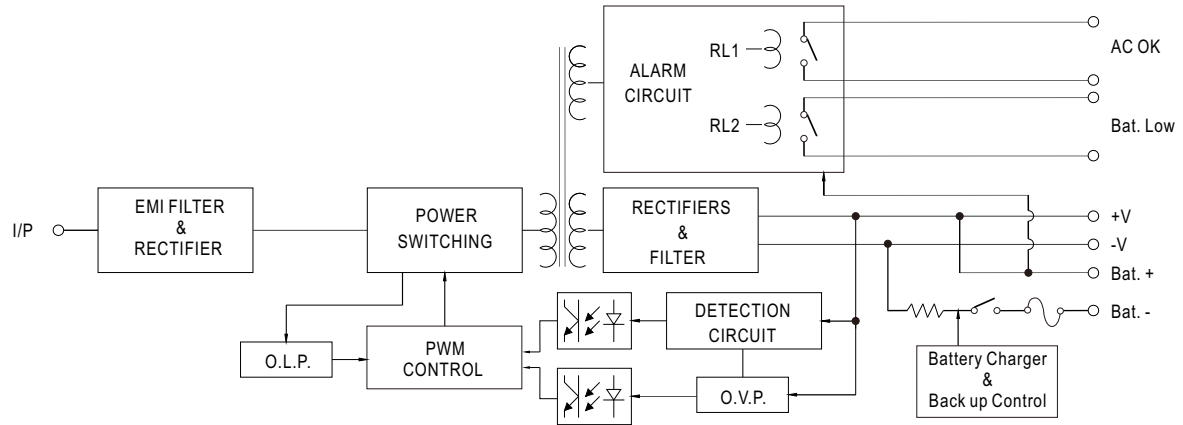 RL1
AC OK
ALARM
CIRCUIT
RL2
Bat. Low
I/P
EMI FILTER
&
RECTIFIER
POWER
SWITCHING
RECTIFIERS
&
FILTER
+V
-V
Bat. +
Bat. -
O.L.P.
PWM
CONTROL
DETECTION
CIRCUIT
O.V.P.
Battery Charger
&
Back up Control